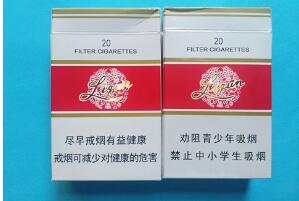 20
FILTER CIGARETTES
Liqun
尽早戒烟有益健康
戒烟可减少对健康的危害
20
FILTER CIGARETTES
Liqun
劝阻青少年吸烟
禁止中小学生吸烟